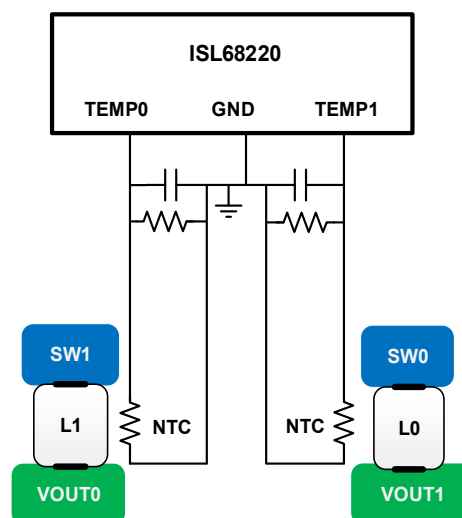 ISL68220
TEMP0 GND TEMP1
SW1 SW0
L1 NTC NTC L0
VOUT0 VOUT1